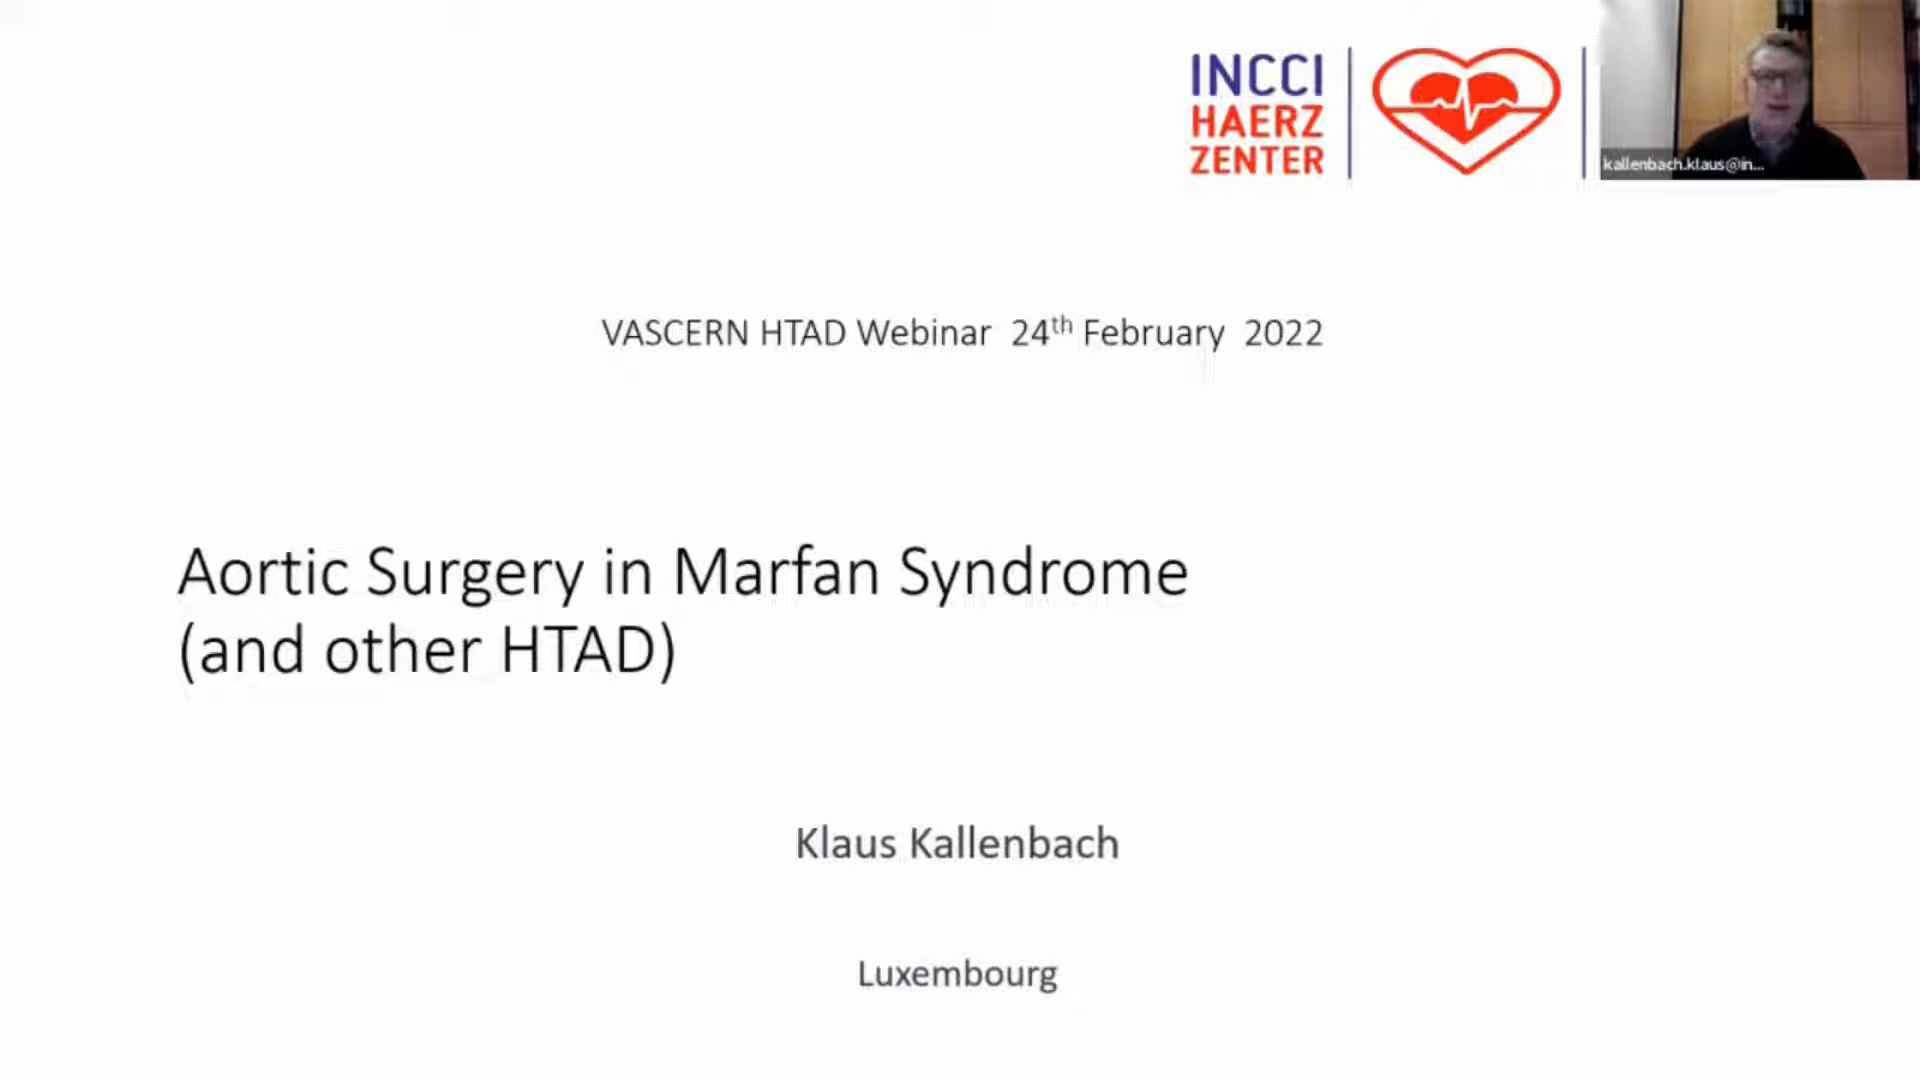 INCCI
HAERZ
ZENTER
kallenbach.klaus@in...
VASCERN HTAD Webinar 24th February 2022
Aortic Surgery in Marfan Syndrome
(and other HTAD)
Klaus Kallenbach
Luxembourg